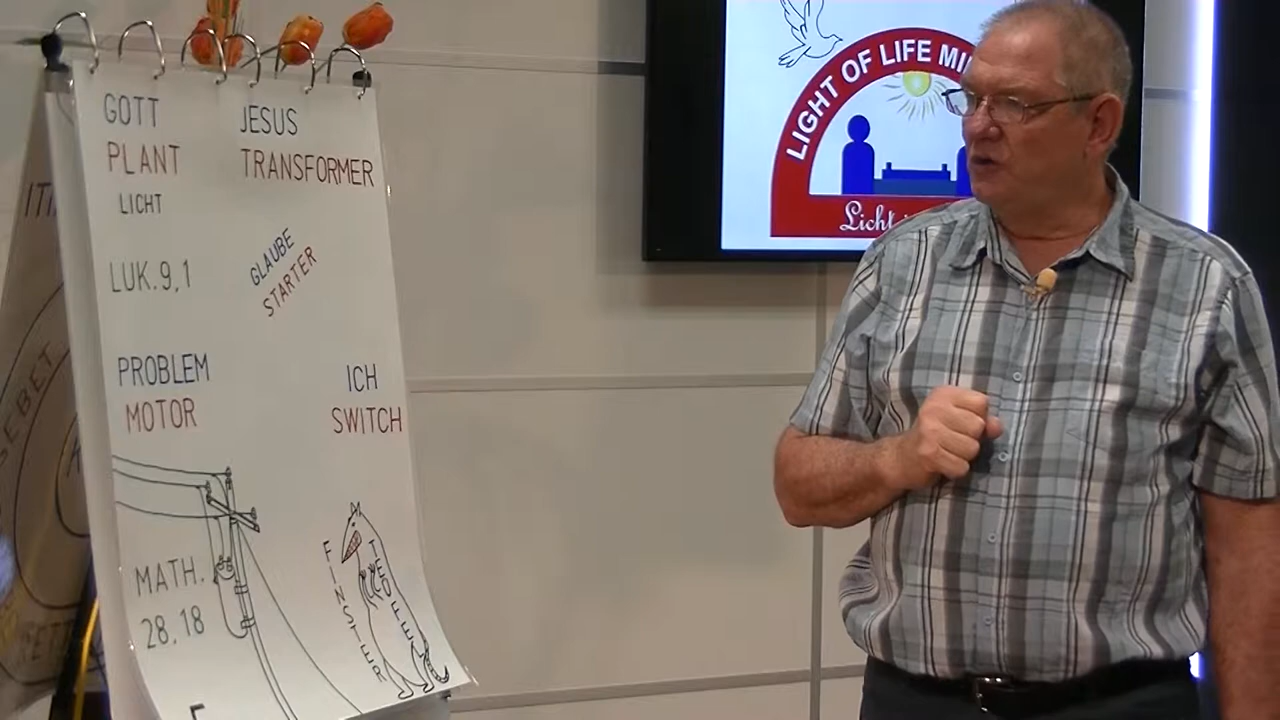 GOTT
PLANT
LICHT
JESUS
TRANSFORMER
GLAUBE
STARTER
LUK. 9,1
PROBLEM
MOTOR
ICH
SWITCH
MATH.
28,18
FINSTER
LIGHT OF LIFE
Licht
GEBET